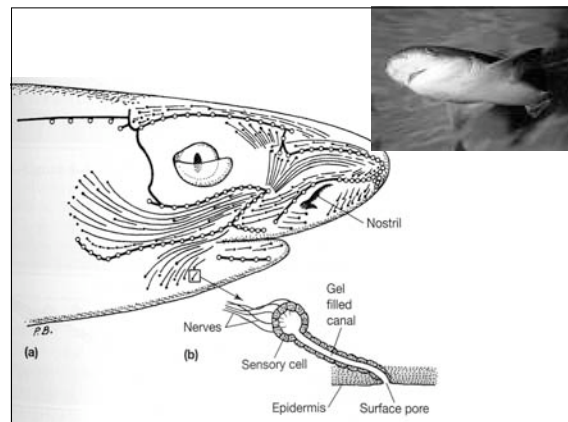 Nostril
Gel
filled
canal
Nerves
P.B.
(a)
(b)
Sensory cell
Epidermis
Surface pore